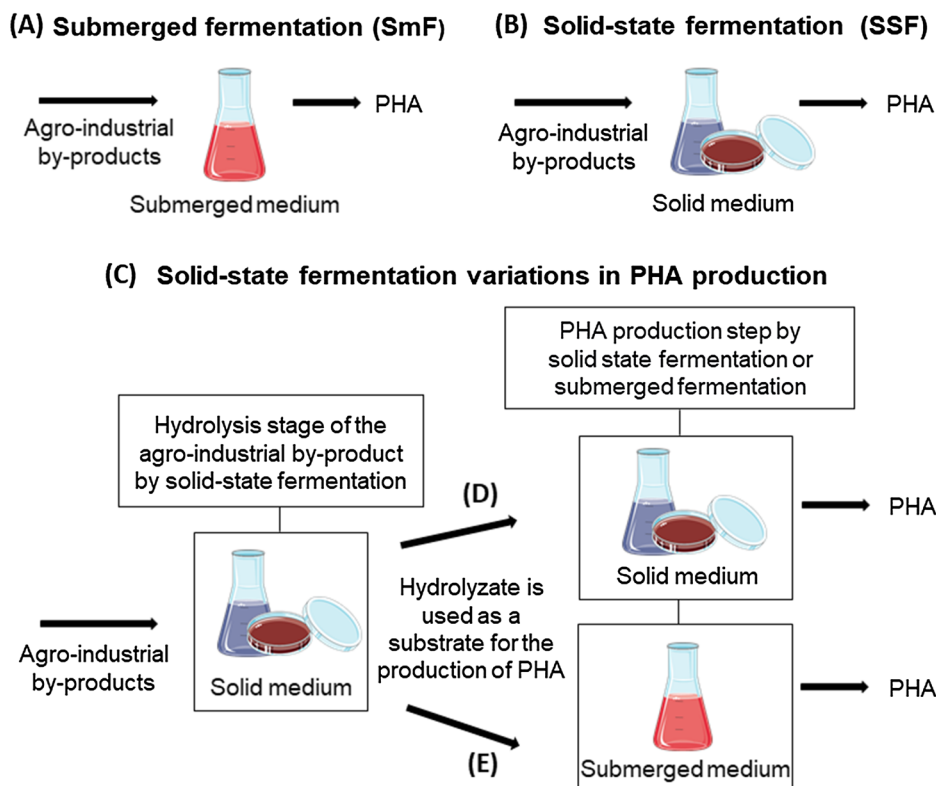 (A) Submerged fermentation (SmF)
Agro-industrial
by-products
PHA
Submerged medium
(B) Solid-state fermentation (SSF)
Agro-industrial
by-products
PHA
Solid medium
(C) Solid-state fermentation variations in PHA production
Agro-industrial
by-products
Hydrolysis stage of the
agro-industrial by-product
by solid-state fermentation
Solid medium
(D)
Hydrolyzate is
used as a
substrate for the
production of PHA
(E)
PHA production step by
solid state fermentation or
submerged fermentation
Solid medium
PHA
Submerged medium
PHA